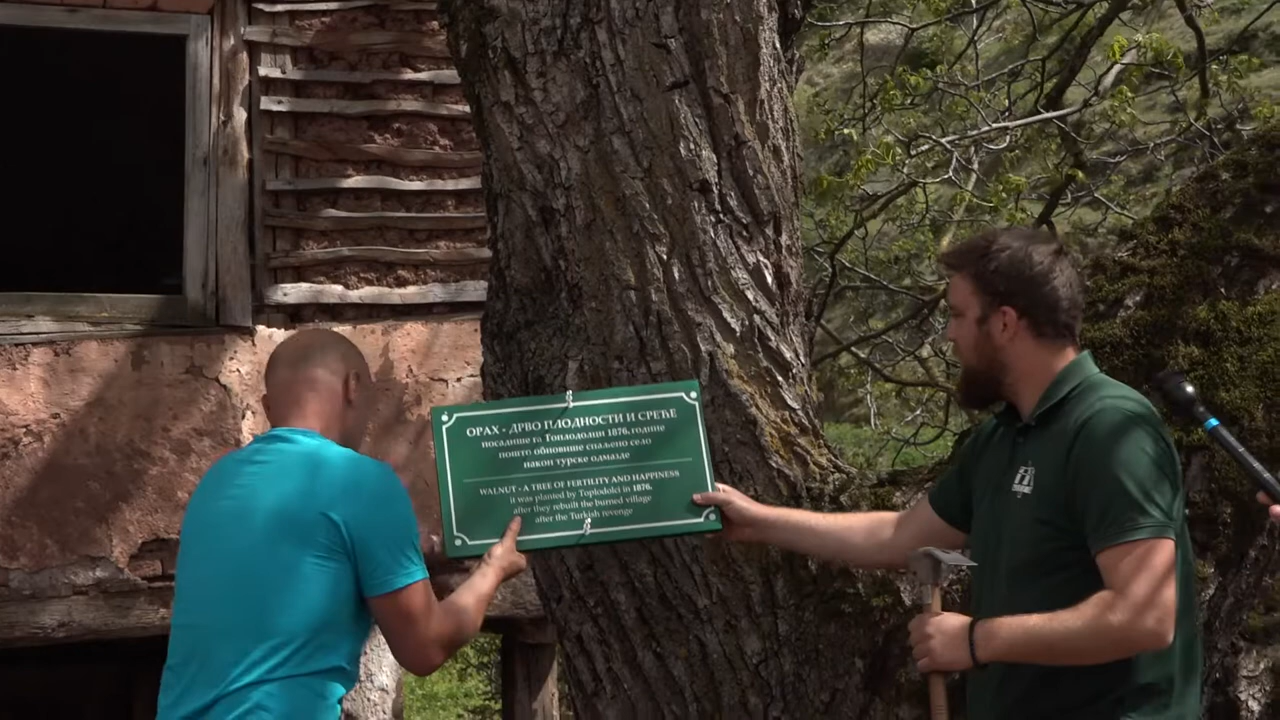 ОРАХ - ДРВО ПЛОДНОСТИ И СРЕЋЕ
посадише га Топлодолци 1876. године
пошто обновише спаљено село
након турске одмазде
WALNUT - A TREE OF FERTILITY AND HAPPINESS
it was planted by Toplodolci in 1876.
after they rebuilt the burned village
after the Turkish revenge